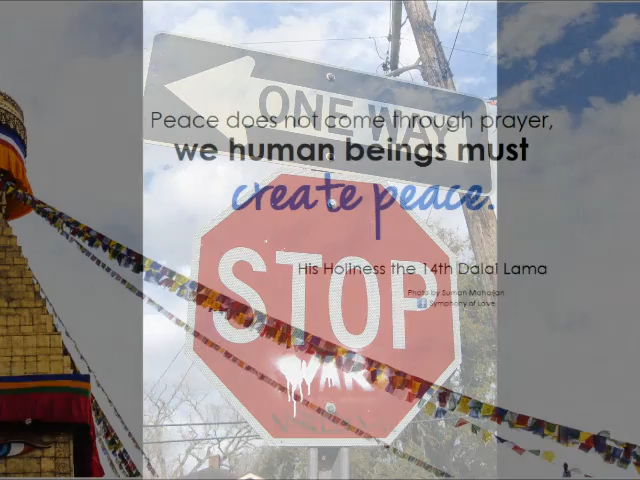 ONE WAY
Peace does not come through prayer,
we human beings must
create peace.
STOP
His Holiness the 14th Dalai Lama
Photo by Suman Maharjan
Symphony of Love
WAR